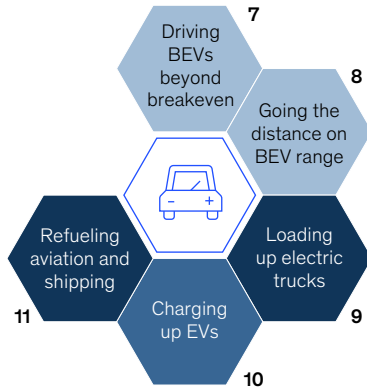 7
Driving
BEVs
beyond
breakeven
8
Going the
distance on
BEV range
Loading
up electric
trucks
9
Charging
up EVs
10
Refueling
aviation and
shipping
11
- +